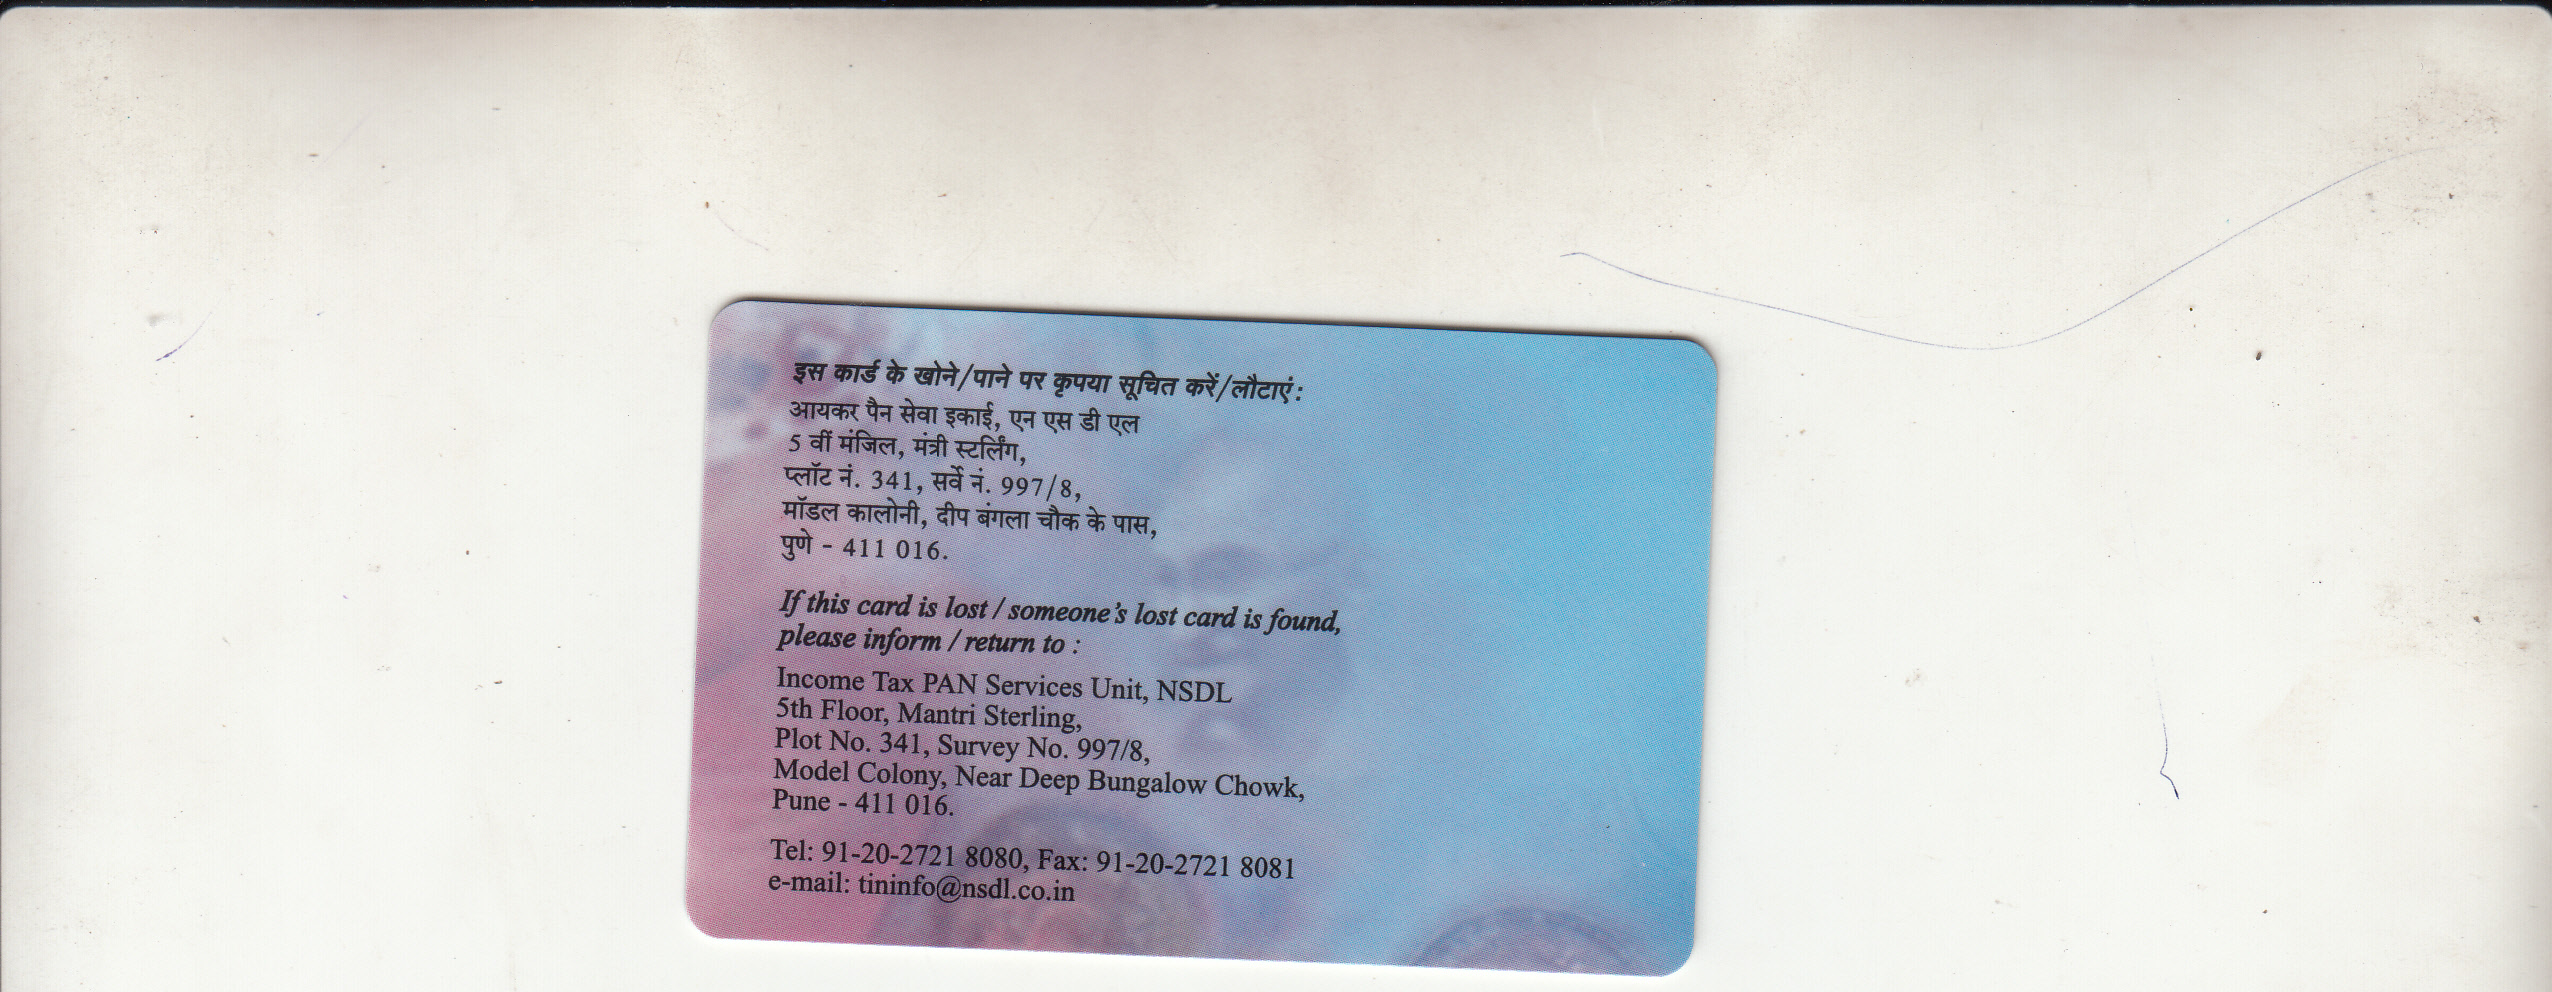 इस कार्ड के खोने/पाने पर कृपया सूचित करें/लौटाएं:
आयकर पैन सेवा इकाई, एन एस डी एल
5 वीं मंजिल, मंत्री स्टर्लिंग,
प्लॉट नं. 341, सर्वे नं. 997/8,
मॉडल कालोनी, दीप बंगला चौक के पास,
पुणे - 411 016.
If this card is lost / someone's lost card is found,
please inform / return to :
Income Tax PAN Services Unit, NSDL
5th Floor, Mantri Sterling,
Plot No. 341, Survey No. 997/8,
Model Colony, Near Deep Bungalow Chowk,
Pune - 411 016.
Tel: 91-20-2721 8080, Fax: 91-20-2721 8081
e-mail: tininfo@nsdl.co.in